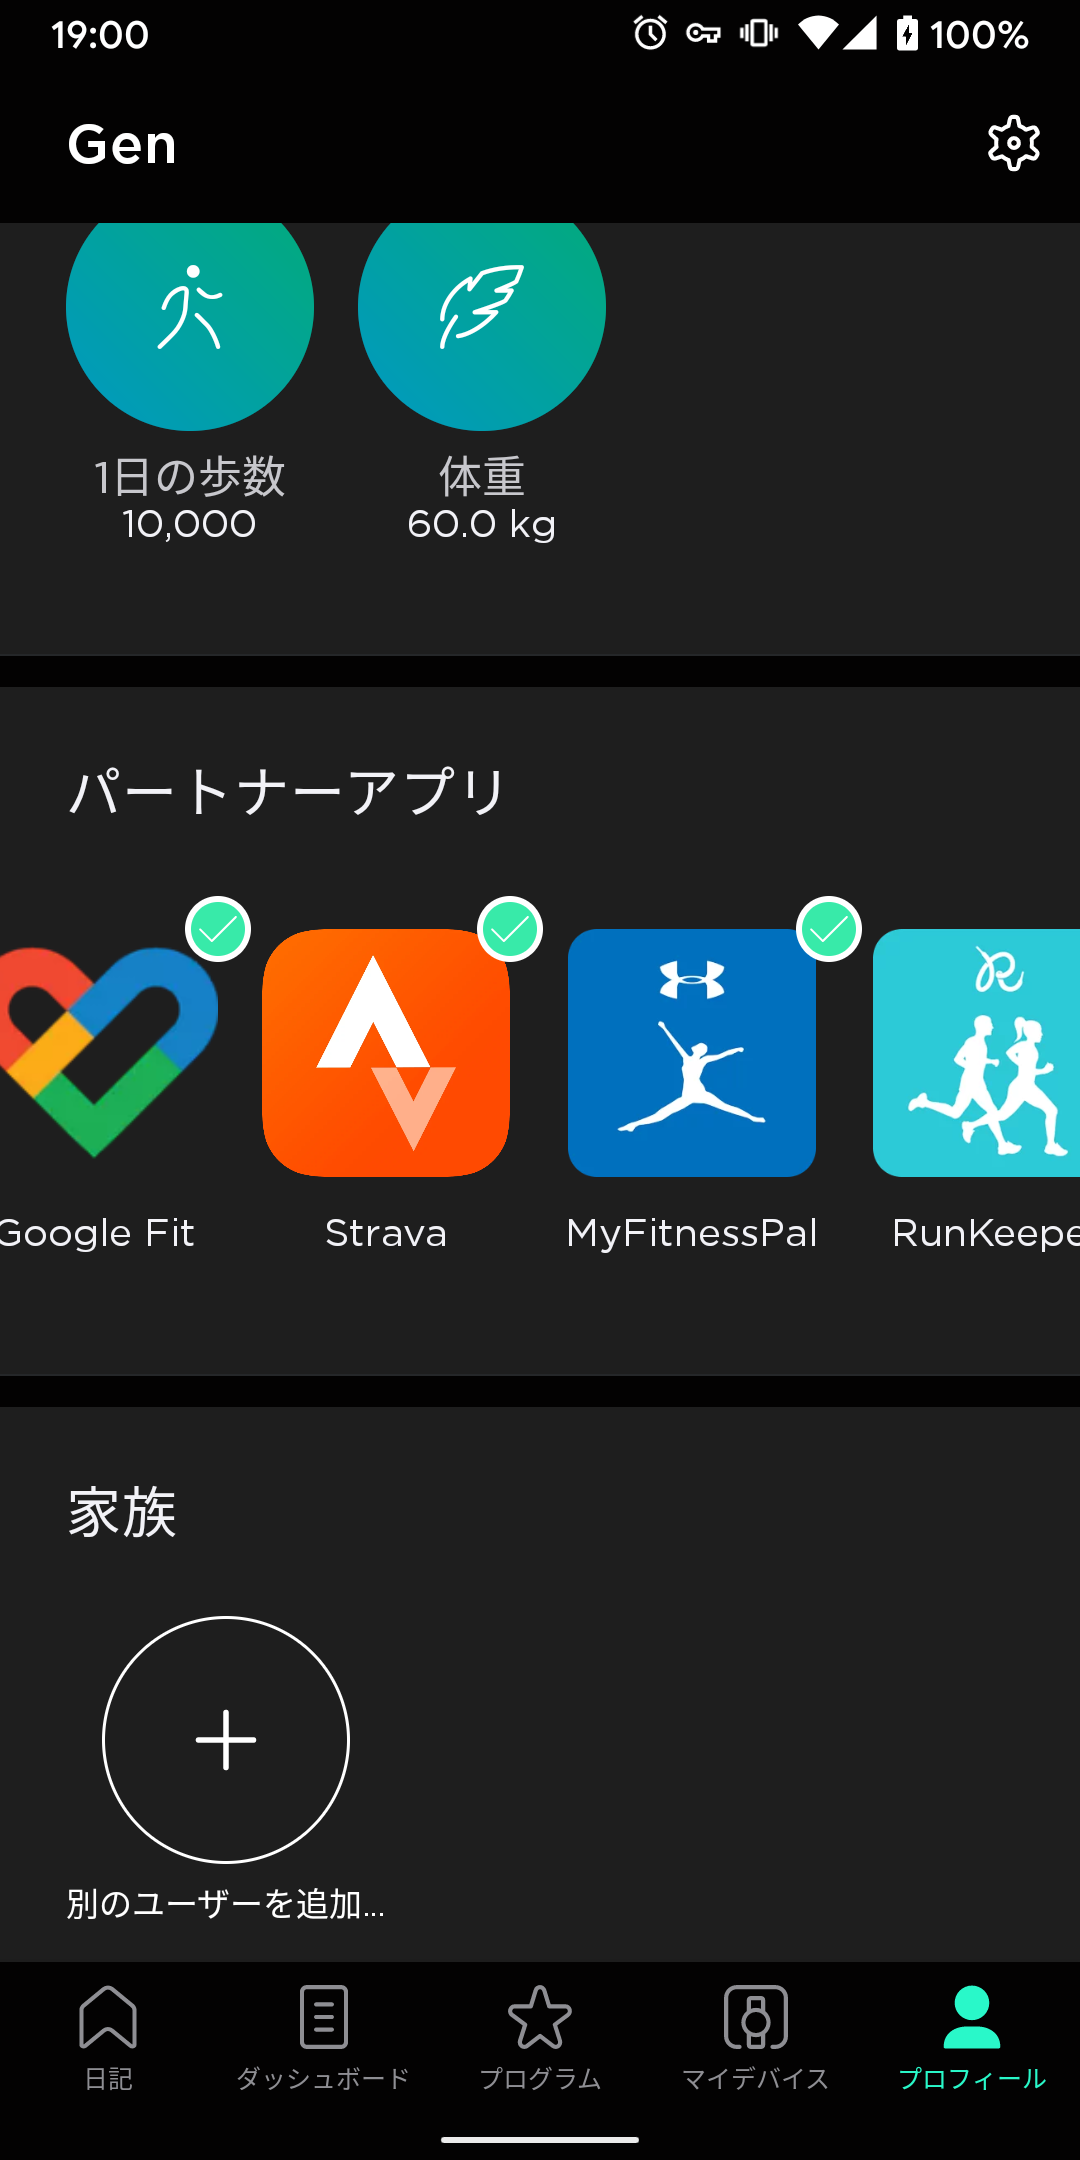 19:00
100%
Gen
1日の歩数
10,000
体重
60.0 kg
パートナーアプリ
Google Fit
Strava
MyFitnessPal
RunKeepe
家族
別のユーザーを追加...
日記
ダッシュボード
プログラム
マイデバイス
プロフィール